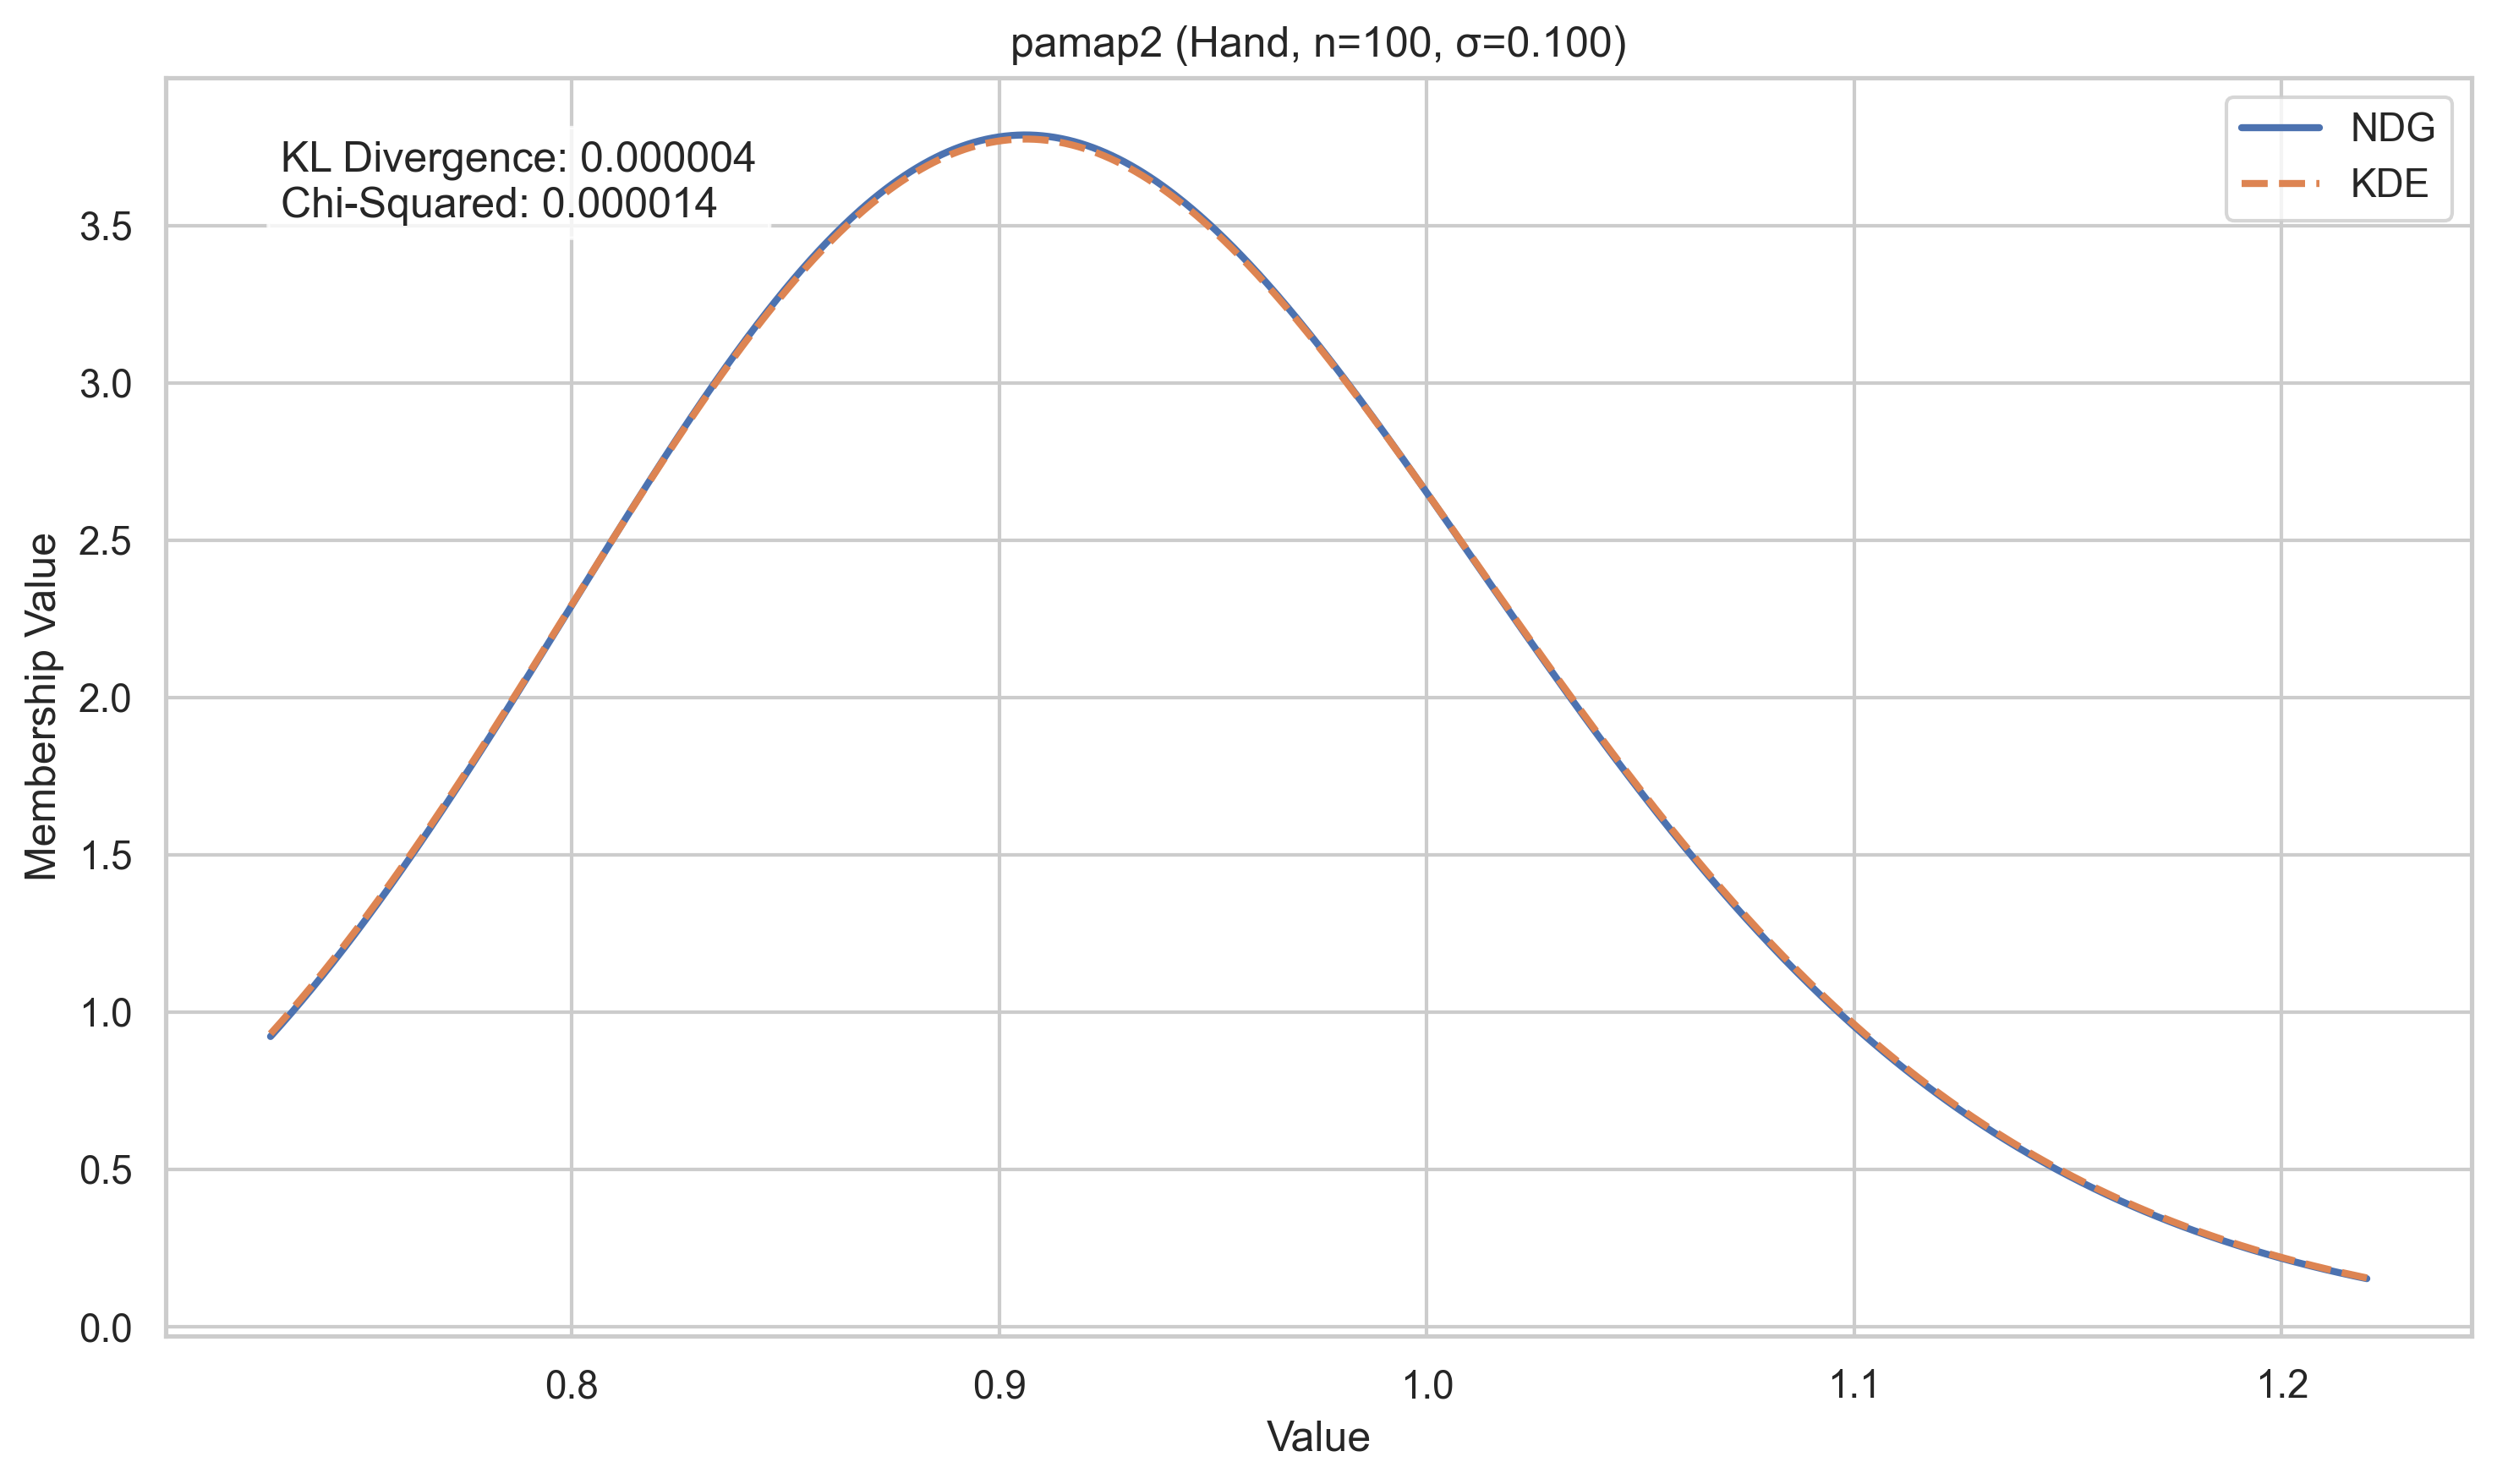 pamap2 (Hand, n=100, σ=0.100)
KL Divergence: 0.000004
Chi-Squared: 0.000014
NDG
KDE
Membership Value
3.5
3.0
2.5
2.0
1.5
1.0
0.5
0.0
0.8
0.9
1.0
1.1
1.2
Value